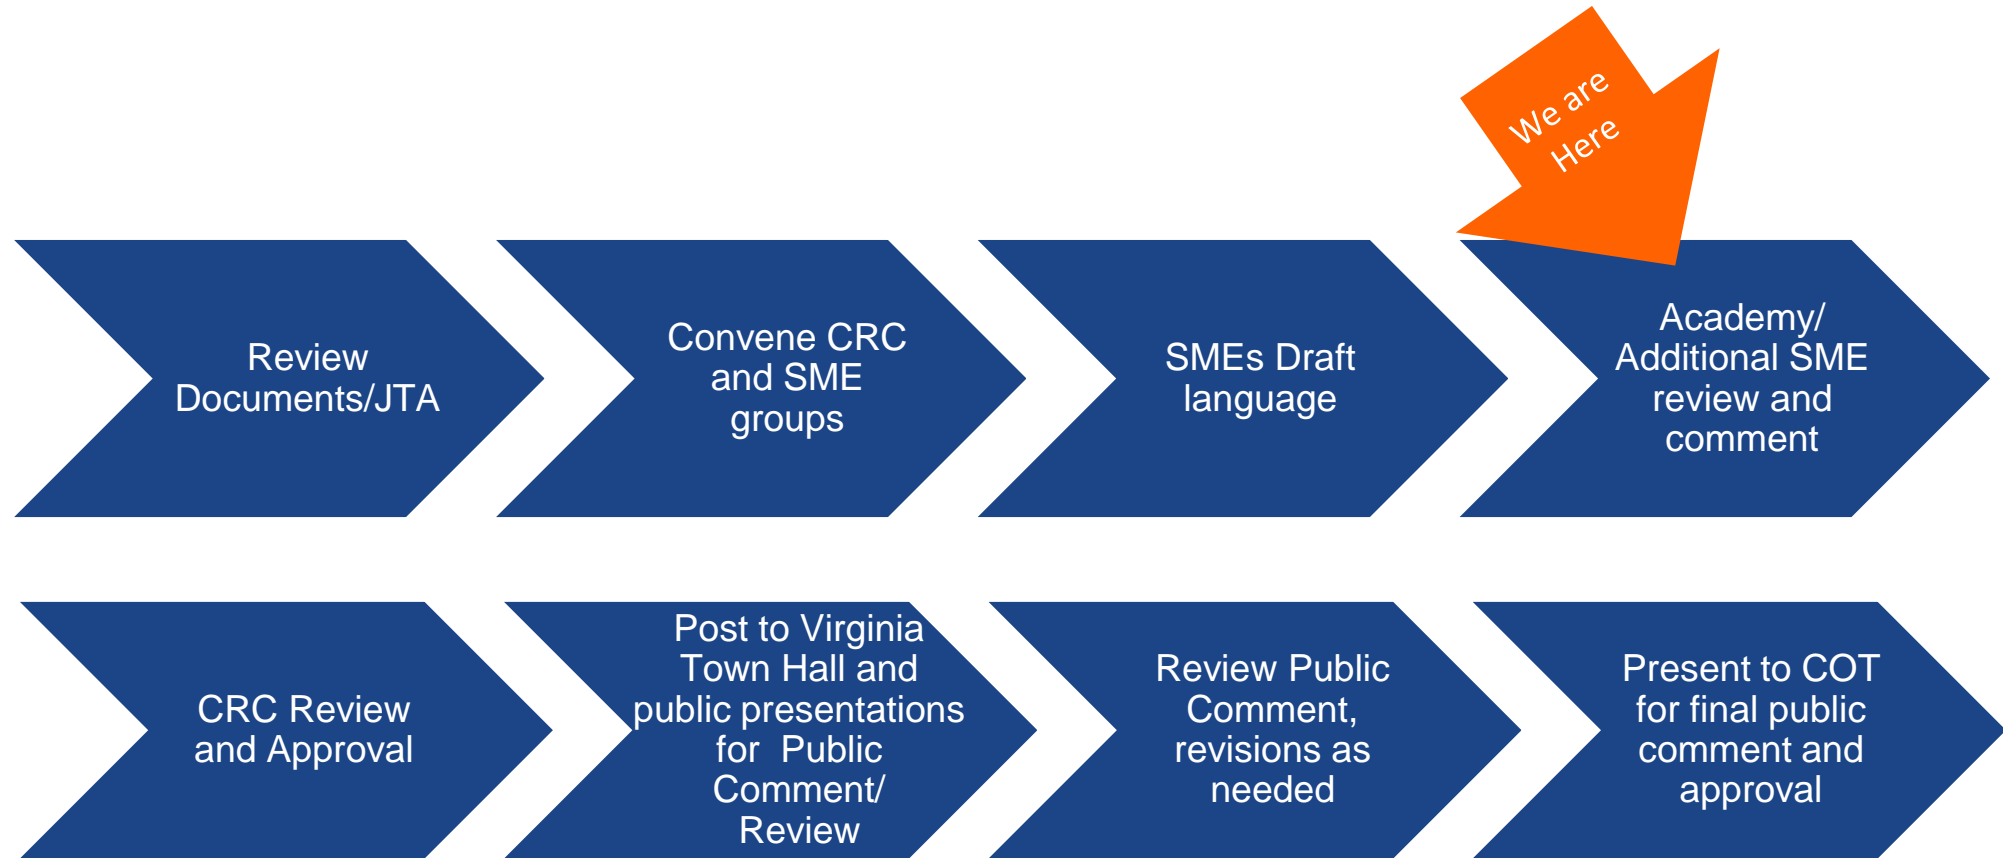 We are
Here
Review
Documents/JTA
Convene CRC
and SME
groups
SMEs Draft
language
Academy/
Additional SME
review and
comment
CRC Review
and Approval
Post to Virginia
Town Hall and
public presentations
for Public
Comment/
Review
Review Public
Comment,
revisions as
needed
Present to COT
for final public
comment and
approval